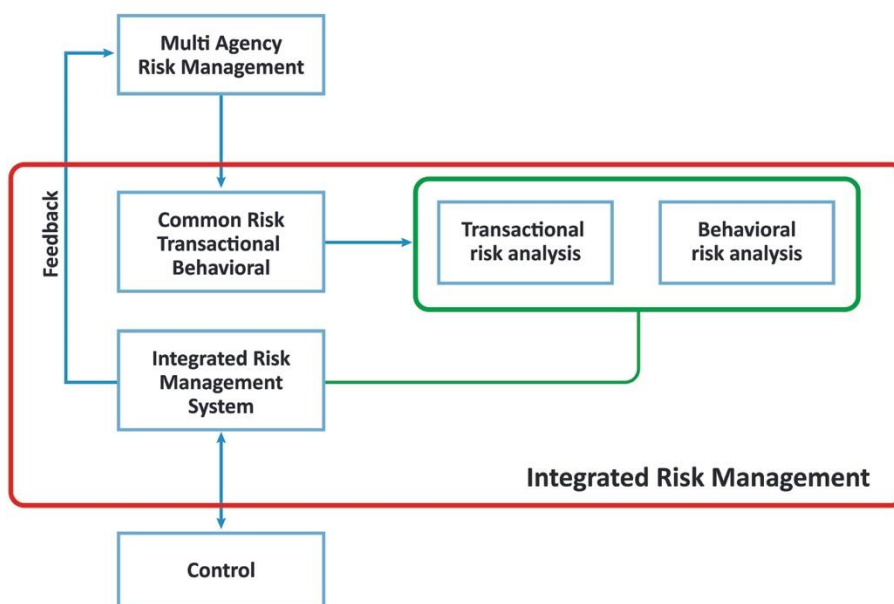 Multi Agency
Risk Management
Feedback
Common Risk
Transactional
Behavioral
Transactional
risk analysis
Behavioral
risk analysis
Integrated Risk
Management
System
Integrated Risk Management
Control